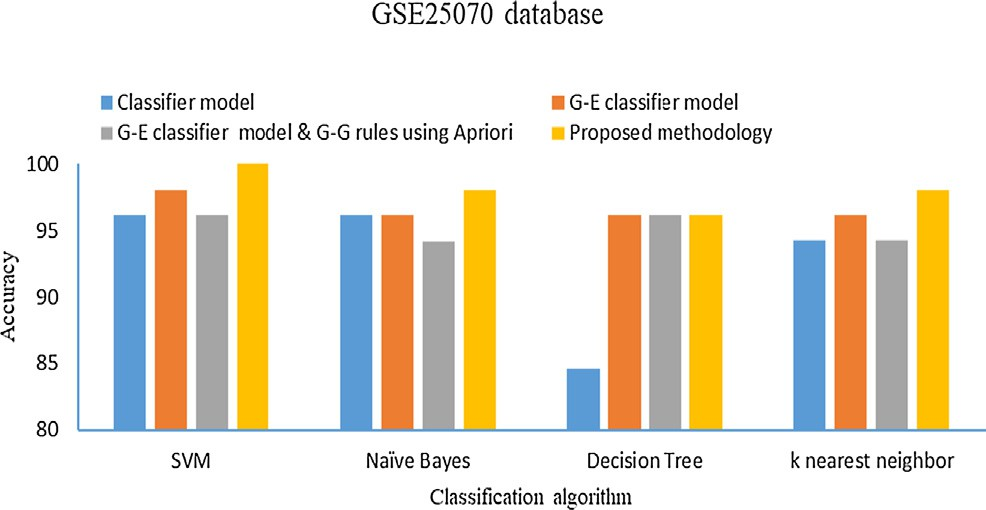 GSE25070 database
Classifier model
G-E classifier model
G-E classifier model & G-G rules using Apriori
Proposed methodology
100
95
90
85
80
Accuracy
SVM
Naïve Bayes
Decision Tree
k nearest neighbor
Classification algorithm